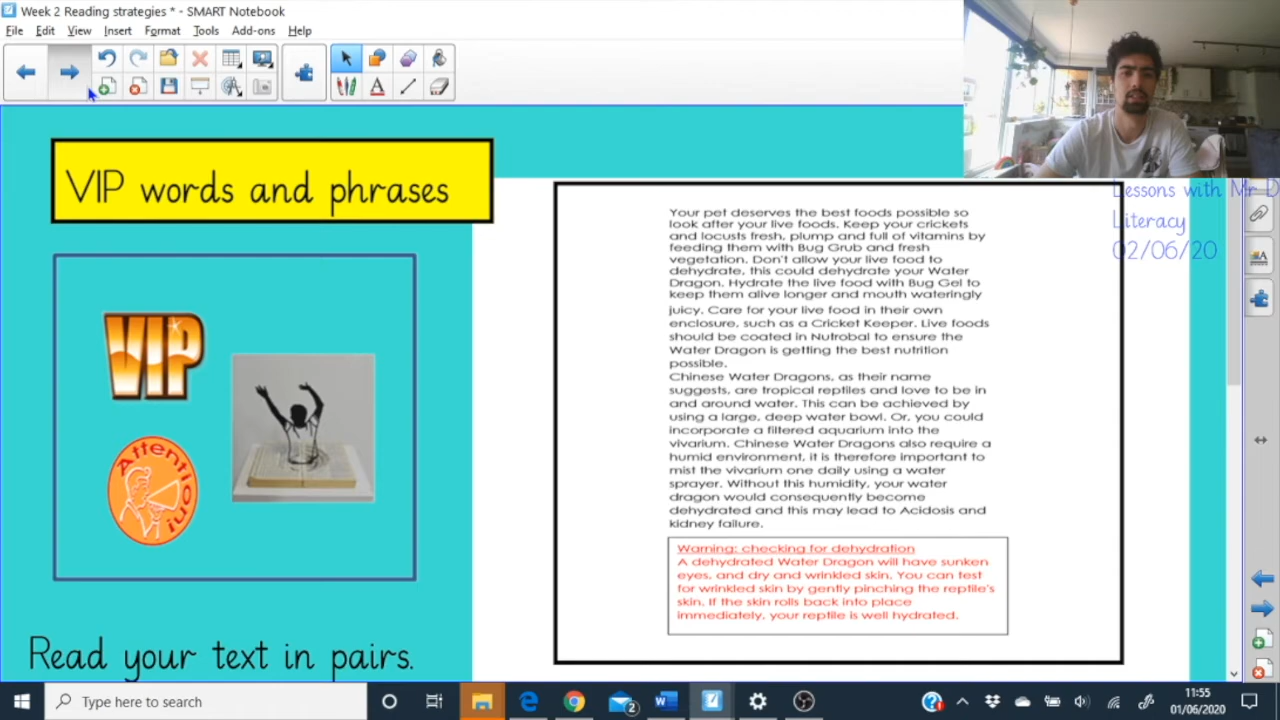 Week 2 Reading strategies * - SMART Notebook
File Edit View Insert Format Tools Add-ons Help
VIP words and phrases
VIP
Attention!
Read your text in pairs.
Your pet deserves the best foods possible so
look after your live foods. Keep your crickets
and locusts fresh, plump and full of vitamins by
feeding them with Bug Grub and fresh
vegetation. Don't allow your live food to
dehydrate, this could dehydrate your Water
Dragon. Hydrate the live food with Bug Gel to
keep them alive longer and mouth wateringly
juicy. Care for your live food in their own
enclosure, such as a Cricket Keeper. Live foods
should be coated in Nutrobal to ensure the
Water Dragon is getting the best nutrition
possible.
Chinese Water Dragons, as their name
suggests, are tropical reptiles and love to be in
and around water. This can be achieved by
using a large, deep water bowl. Or, you could
incorporate a filtered aquarium into the
vivarium. Chinese Water Dragons also require a
humid environment, it is therefore important to
mist the vivarium one daily using a water
sprayer. Without this humidity, your water
dragon would consequently become
dehydrated and this may lead to Acidosis and
kidney failure.
Warning: checking for dehydration
A dehydrated Water Dragon will have sunken
eyes, and dry and wrinkled skin. You can test
for wrinkled skin by gently pinching the reptile's
skin. If the skin rolls back into place
immediately, your reptile is well hydrated.
Lessons with Mr D
Literacy
02/06/20
Type here to search
2
11:55
01/06/2020